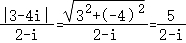 |3-4i|/2-i = √3²+(-4)²/2-i = 5/2-i